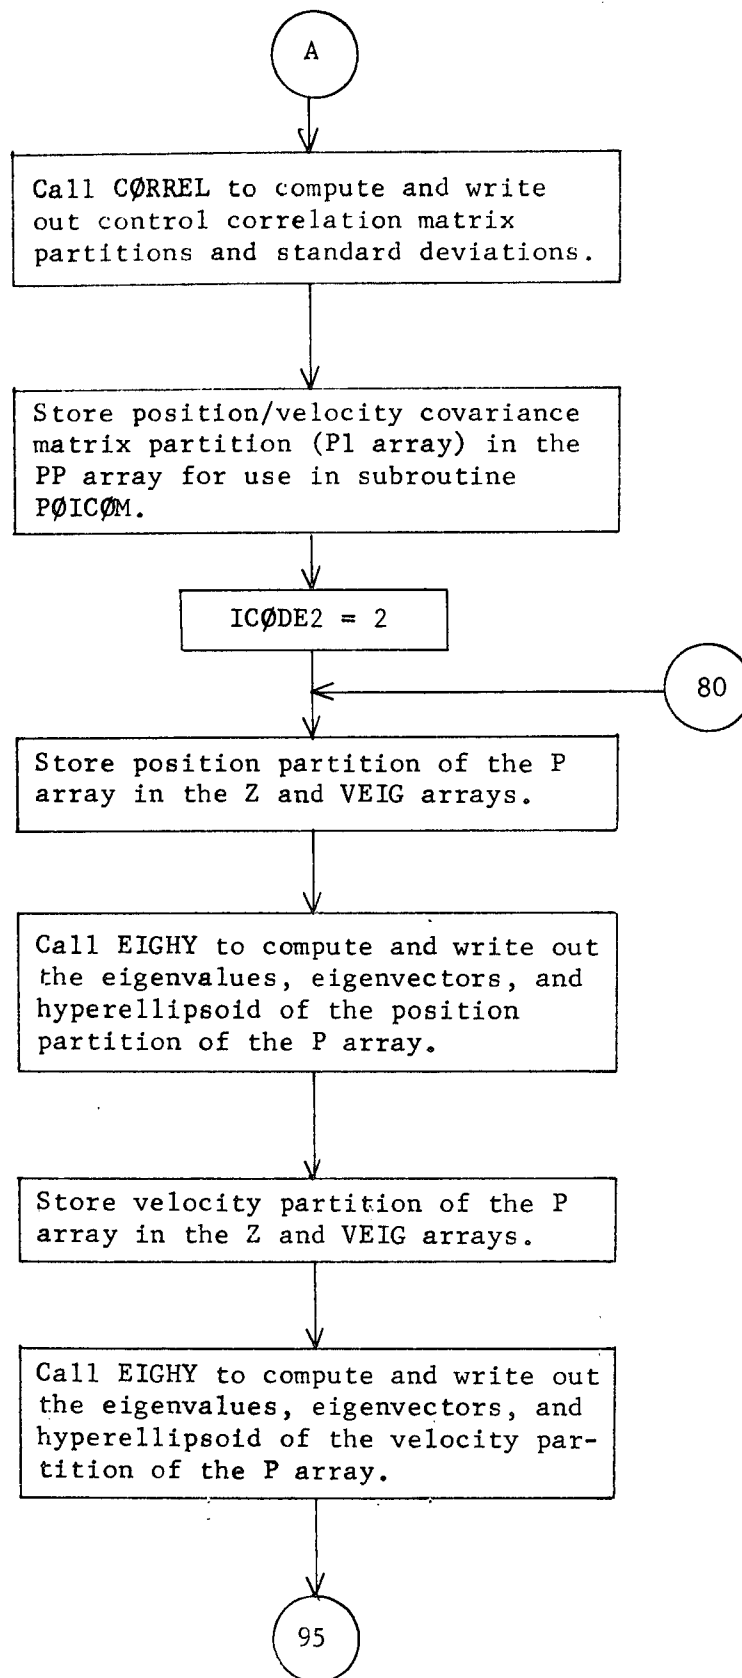 A
Call CØRREL to compute and write
out control correlation matrix
partitions and standard deviations.
Store position/velocity covariance
matrix partition (P1 array) in the
PP array for use in subroutine
PØICØM.
ICØDE2 = 2
80
Store position partition of the P
array in the Z and VEIG arrays.
Call EIGHY to compute and write out
the eigenvalues, eigenvectors, and
hyperellipsoid of the position
partition of the P array.
Store velocity partition of the P
array in the Z and VEIG arrays.
Call EIGHY to compute and write out
the eigenvalues, eigenvectors, and
hyperellipsoid of the velocity par-
tition of the P array.
95